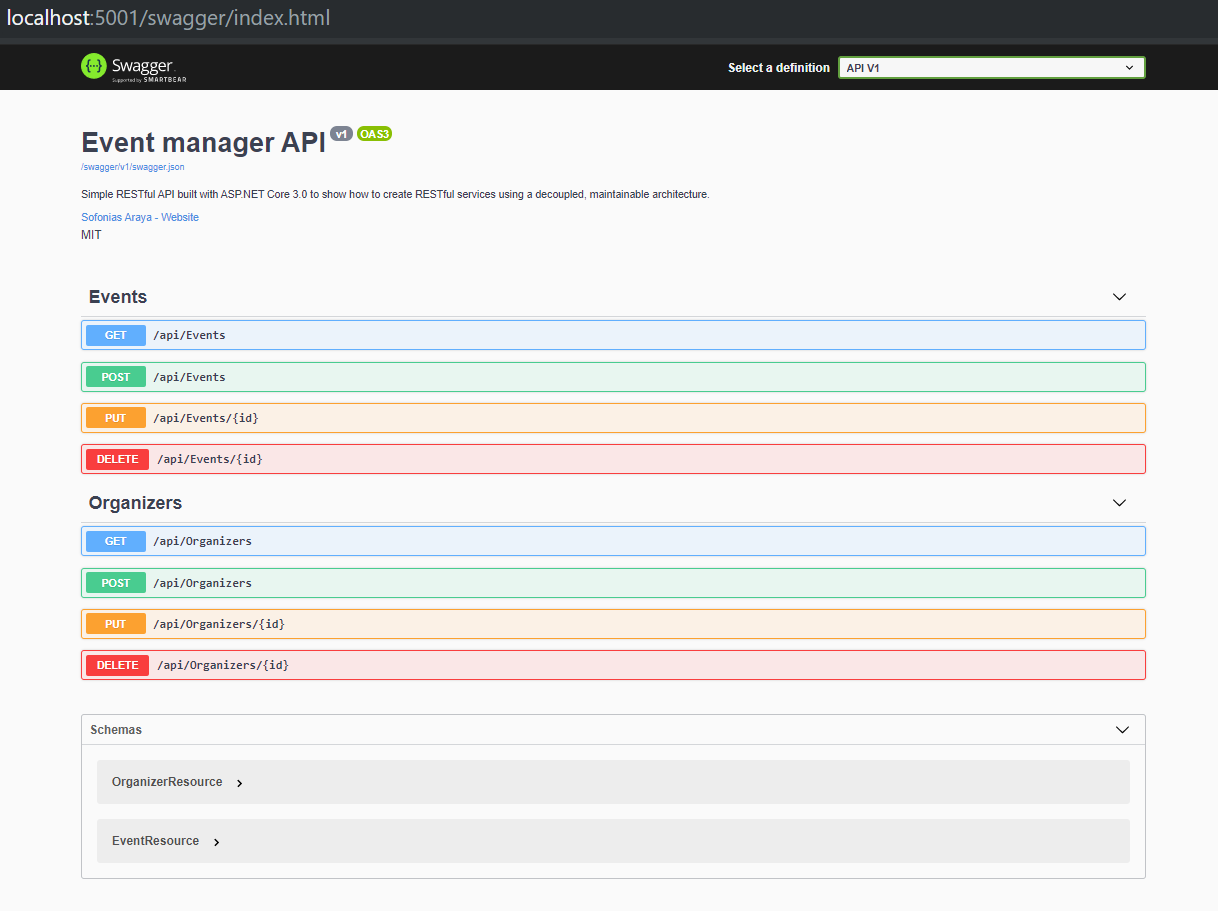 localhost:5001/swagger/index.html
Swagger
Supported by SMARTBEAR
Select a definition
API V1
Event manager API v1 OAS3
/swagger/v1/swagger.json
Simple RESTful API built with ASP.NET Core 3.0 to show how to create RESTful services using a decoupled, maintainable architecture.
Sofonias Araya - Website
MIT
Events
GET /api/Events
POST /api/Events
PUT /api/Events/{id}
DELETE /api/Events/{id}
Organizers
GET /api/Organizers
POST /api/Organizers
PUT /api/Organizers/{id}
DELETE /api/Organizers/{id}
Schemas
OrganizerResource
EventResource